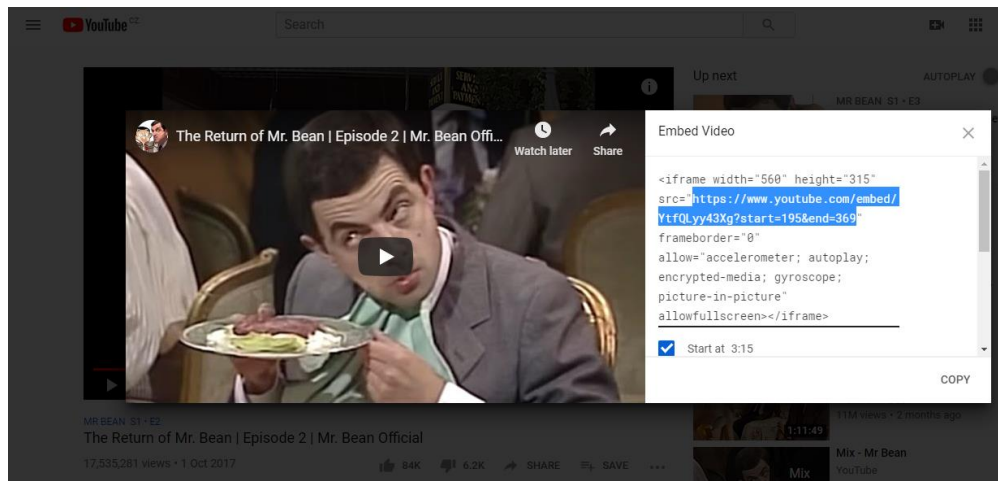 YouTube CZ
Search
Up next
AUTOPLAY
MR BEAN S1 • E3
The Return of Mr. Bean | Episode 2 | Mr. Bean Offi...
Watch later
Share
Embed Video
<iframe width="560" height="315"
src="https://www.youtube.com/embed/
YtfQLyy43Xg?start=195&end=369"
frameborder="0"
allow="accelerometer; autoplay;
encrypted-media; gyroscope;
picture-in-picture"
allowfullscreen></iframe>
Start at 3:15
COPY
MR BEAN S1 • E2
The Return of Mr. Bean | Episode 2 | Mr. Bean Official
17,535,281 views • 1 Oct 2017
84K
6.2K
SHARE
SAVE
11M views • 2 months ago
1:11:49
Mix
Mix - Mr Bean
YouTube